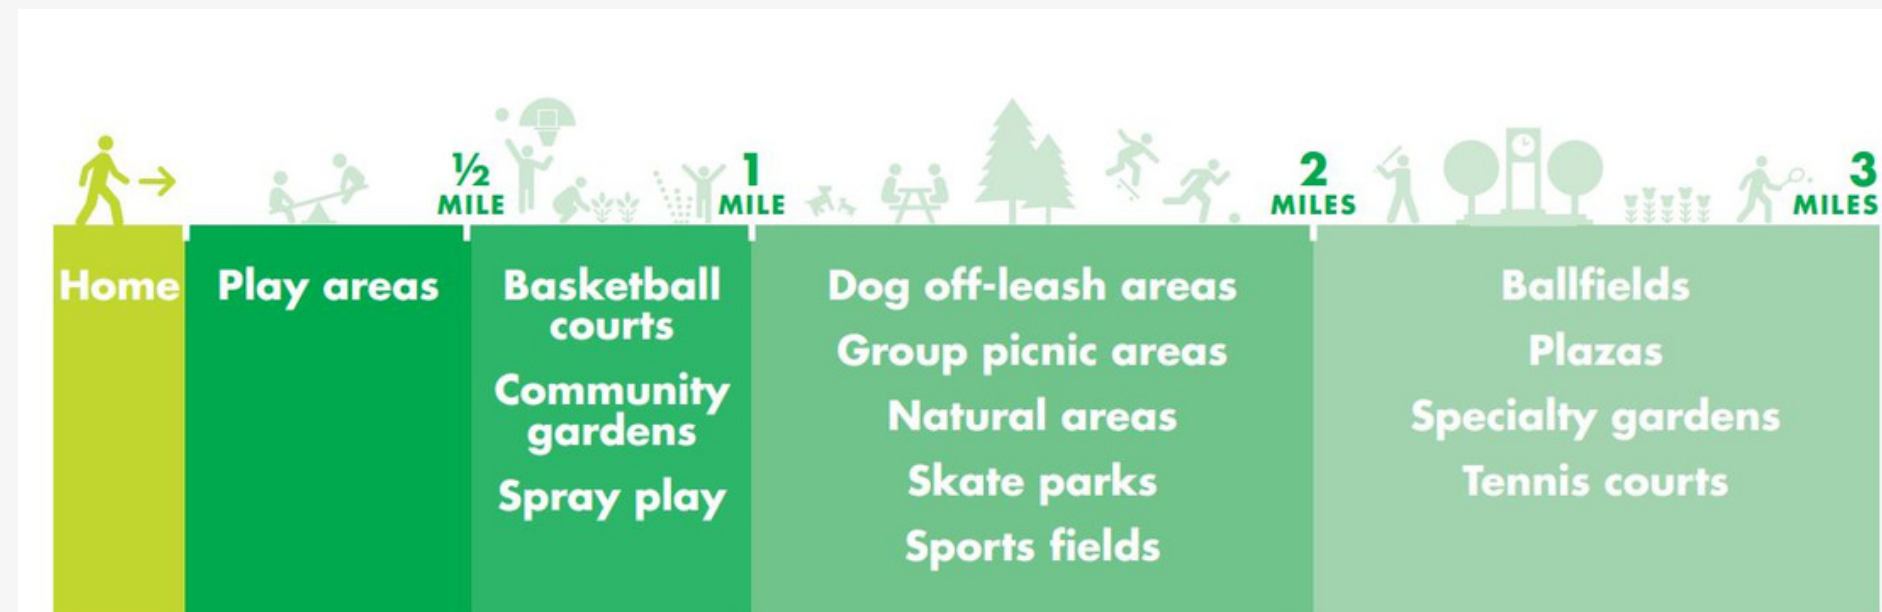 ½
MILE
1
MILE
2
MILES
3
MILES
Home
Play areas
Basketball
courts
Community
gardens
Spray play
Dog off-leash areas
Group picnic areas
Natural areas
Skate parks
Sports fields
Ballfields
Plazas
Specialty gardens
Tennis courts